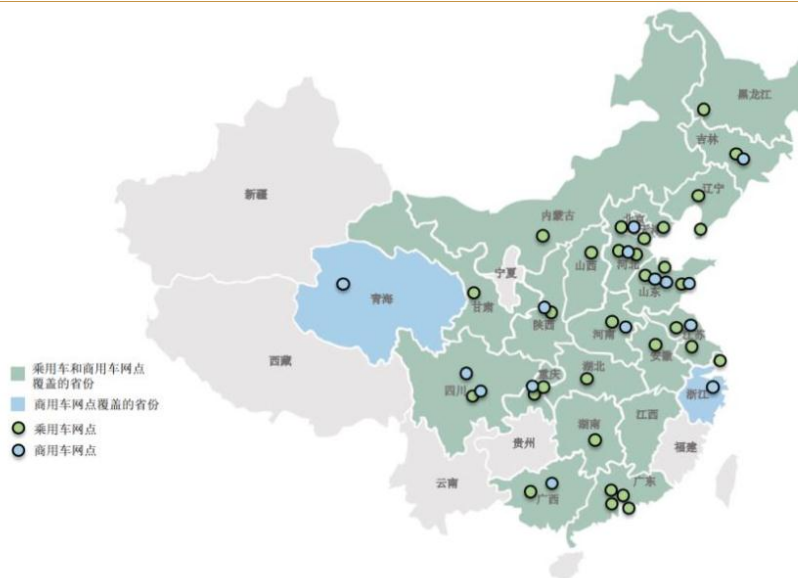 黑龙江
吉林
辽宁
新疆
内蒙古
北京
宁夏
山西
河北
青海
甘肃
山东
陕西
西藏
河南
江苏
安徽
乘用车和商用车网点
覆盖的省份
商用车网点覆盖的省份
乘用车网点
商用车网点
四川
重庆
湖北
浙江
湖南
江西
贵州
福建
云南
广西
广东